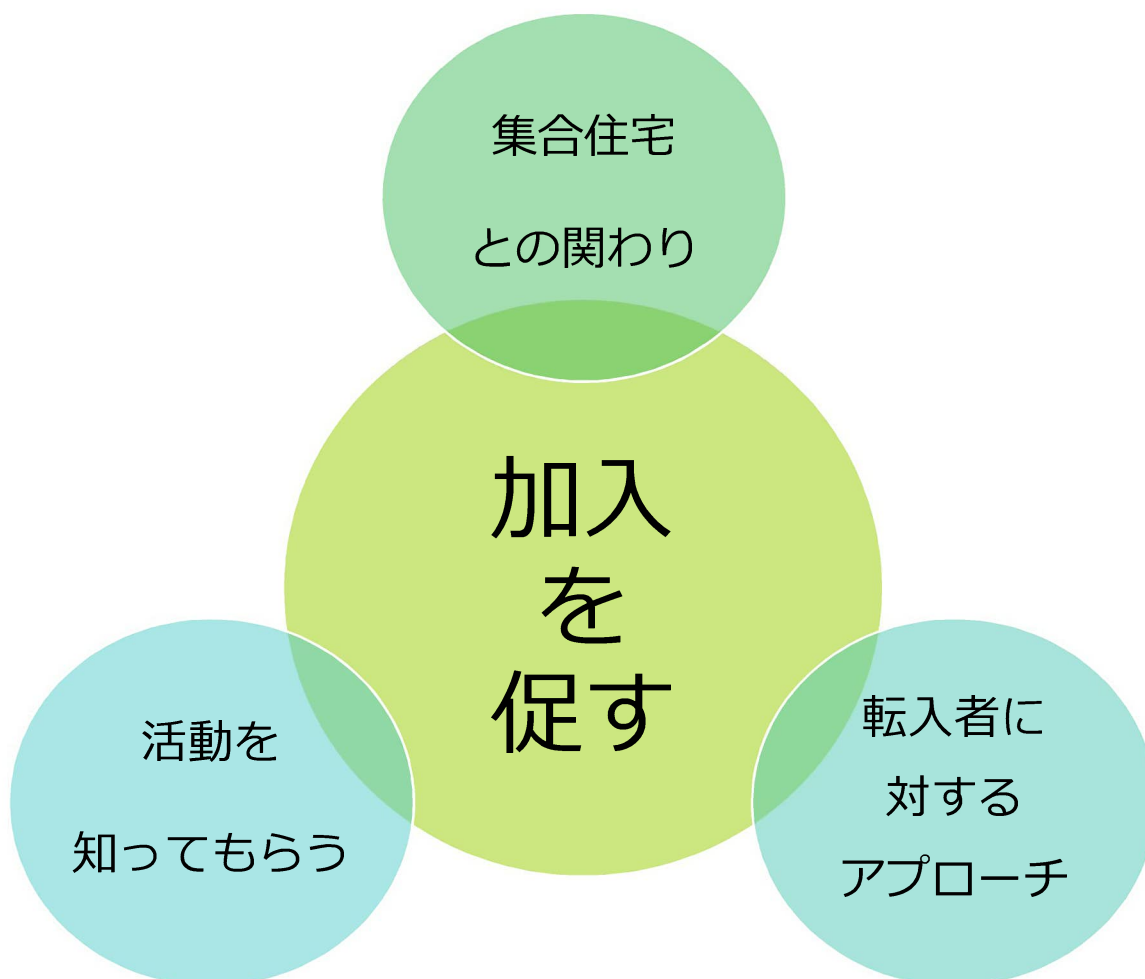 集合住宅
との関わり
加入
を
促す
活動を
知ってもらう
転入者に
対する
アプローチ